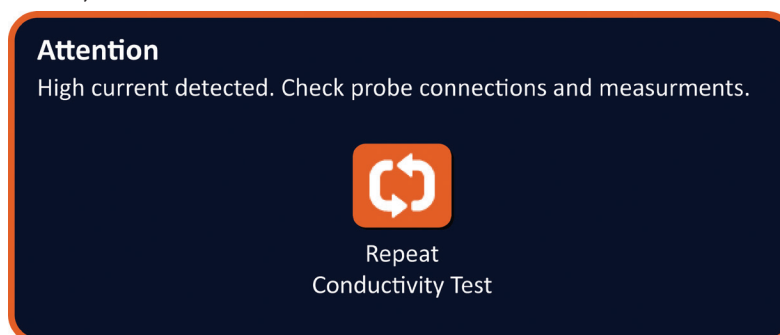 Attention
High current detected. Check probe connections and measurments.
Repeat
Conductivity Test